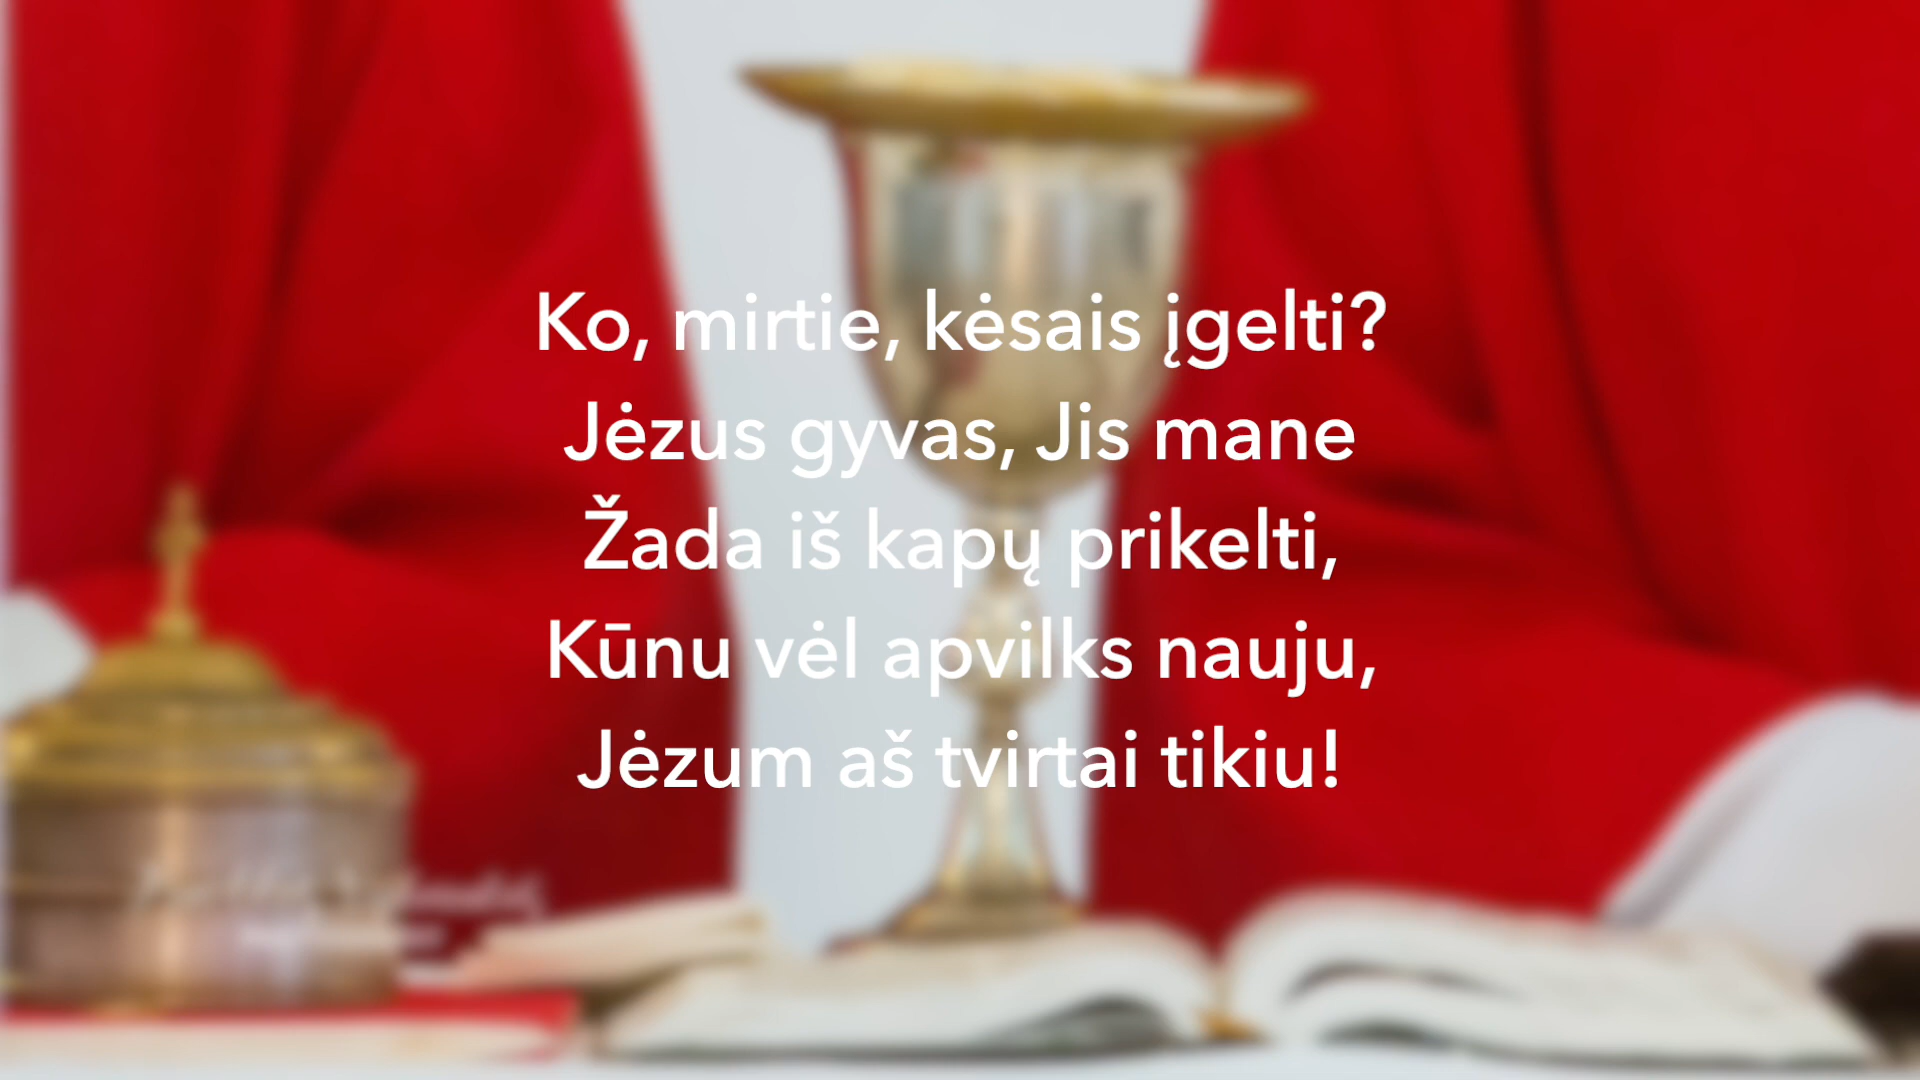 Ko, mirtie, kėsais įgelti?
Jėzus gyvas, Jis mane
Žada iš kapų prikelti,
Kūnu vėl apvilks nauju,
Jėzum aš tvirtai tikiu!